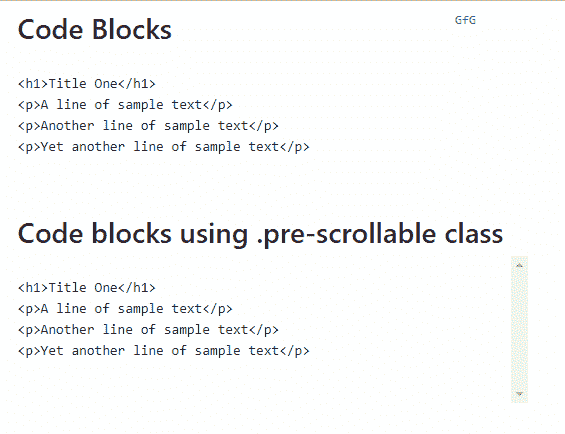 Code Blocks
GfG
<h1>Title One</h1>
<p>A line of sample text</p>
<p>Another line of sample text</p>
<p>Yet another line of sample text</p>
Code blocks using .pre-scrollable class
<h1>Title One</h1>
<p>A line of sample text</p>
<p>Another line of sample text</p>
<p>Yet another line of sample text</p>